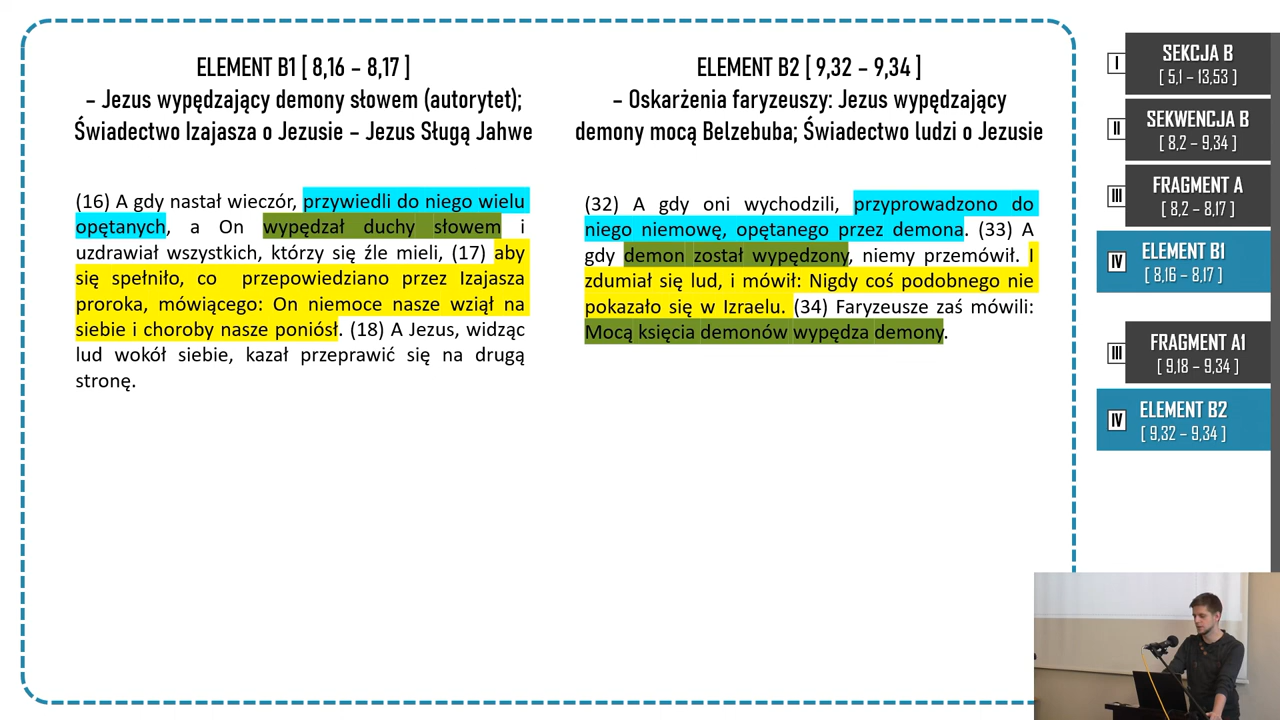 ELEMENT B1 [ 8,16 – 8,17 ]
– Jezus wypędzający demony słowem (autorytet);
Świadectwo Izajasza o Jezusie – Jezus Sługą Jahwe
(16) A gdy nastał wieczór, przywiedli do niego wielu
opętanych, a On wypędzał duchy słowem i
uzdrawiał wszystkich, którzy się źle mieli, (17) aby
się spełniło, co przepowiedziano przez Izajasza
proroka, mówiącego: On niemoce nasze wziął na
siebie i choroby nasze poniósł. (18) A Jezus, widząc
lud wokół siebie, kazał przeprawić się na drugą
stronę.
ELEMENT B2 [ 9,32 – 9,34 ]
– Oskarżenia faryzeuszy: Jezus wypędzający
demony mocą Belzebuba; Świadectwo ludzi o Jezusie
(32) A gdy oni wychodzili, przyprowadzono do
niego niemowę, opętanego przez demona. (33) A
gdy demon został wypędzony, niemy przemówił. I
zdumiał się lud, i mówił: Nigdy coś podobnego nie
pokazało się w Izraelu. (34) Faryzeusze zaś mówili:
Mocą księcia demonów wypędza demony.
I
SEKCJA B
[ 5,1 – 13,53 ]
II
SEKWENCJA B
[ 8,2 – 9,34 ]
III
FRAGMENT A
[ 8,2 – 8,17 ]
IV
ELEMENT B1
[ 8,16 – 8,17 ]
III
FRAGMENT A1
[ 9,18 – 9,34 ]
IV
ELEMENT B2
[ 9,32 – 9,34 ]